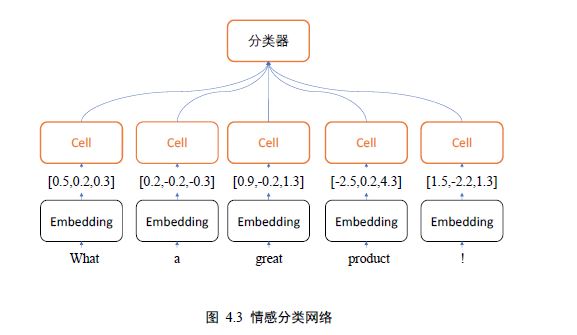 分类器
Cell Cell Cell Cell Cell
[0.5,0.2,0.3] [0.2,-0.2,-0.3] [0.9,-0.2,1.3] [-2.5,0.2,4.3] [1.5,-2.2,1.3]
Embedding Embedding Embedding Embedding Embedding
What a great product !
图 4.3 情感分类网络